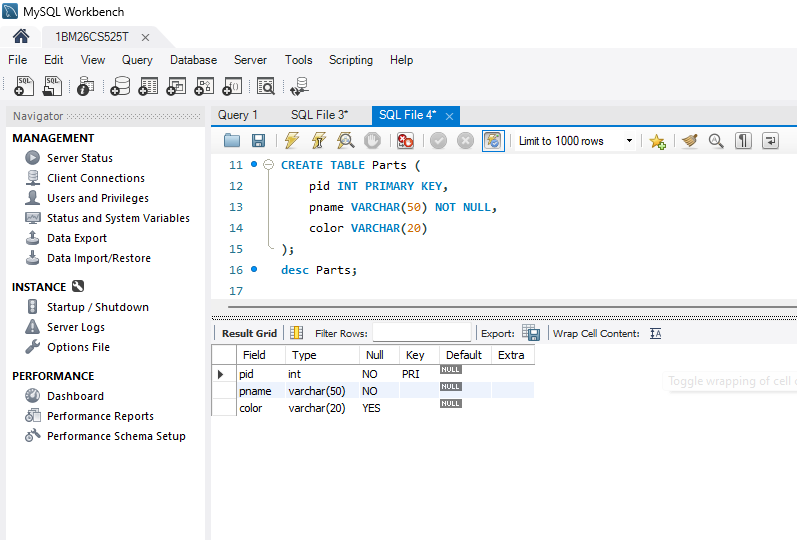 MySQL Workbench
1BM26CS525T
File Edit View Query Database Server Tools Scripting Help
Navigator
MANAGEMENT
Server Status
Client Connections
Users and Privileges
Status and System Variables
Data Export
Data Import/Restore
INSTANCE
Startup / Shutdown
Server Logs
Options File
PERFORMANCE
Dashboard
Performance Reports
Performance Schema Setup
Query 1 SQL File 3* SQL File 4*
Limit to 1000 rows
11 CREATE TABLE Parts (
12 pid INT PRIMARY KEY,
13 pname VARCHAR(50) NOT NULL,
14 color VARCHAR(20)
15 );
16 desc Parts;
17
Result Grid Filter Rows: Export: Wrap Cell Content:
Field Type Null Key Default Extra
pid int NO PRI NULL
pname varchar(50) NO NULL
color varchar(20) YES NULL
Toggle wrapping of cell